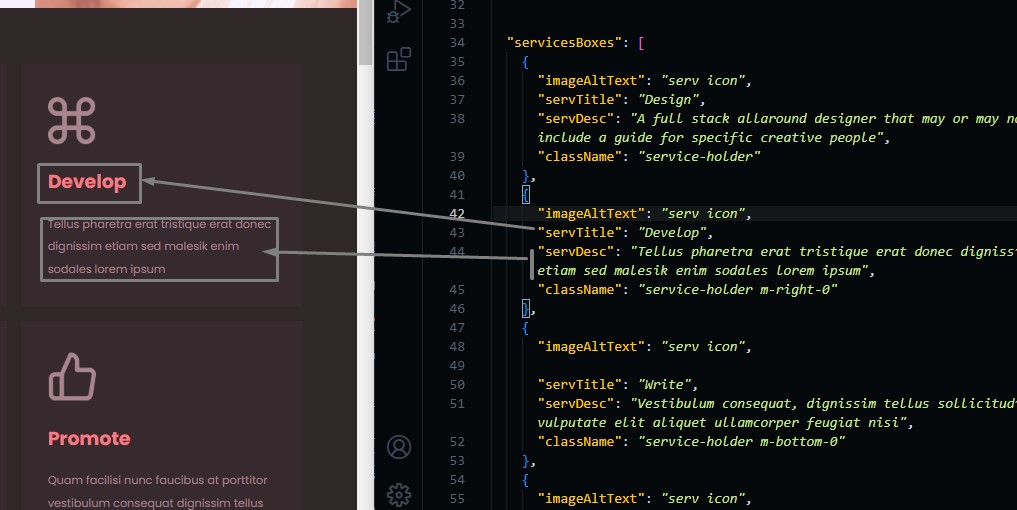 Develop
Tellus pharetra erat tristique erat donec
dignissim etiam sed malesik enim
sodales lorem ipsum
Promote
Quam facilisi nunc faucibus at porttitor
vestibulum consequat dignissim tellus
32
33
34 "servicesBoxes": [
35 {
36 "imageAltText": "serv icon",
37 "servTitle": "Design",
38 "servDesc": "A full stack allaround designer that may or may
include a guide for specific creative people",
39 "className": "service-holder"
40 },
41 {
42 "imageAltText": "serv icon",
43 "servTitle": "Develop",
44 "servDesc": "Tellus pharetra erat tristique erat donec
etiam sed malesik enim sodales lorem ipsum",
45 "className": "service-holder m-right-0"
46 },
47 {
48 "imageAltText": "serv icon",
49
50 "servTitle": "Write",
51 "servDesc": "Vestibulum consequat, dignissim tellus
vulputate elit aliquet ullamcorper feugiat nisi",
52 "className": "service-holder m-bottom-0"
53 },
54 {
55 "imageAltText": "serv icon",